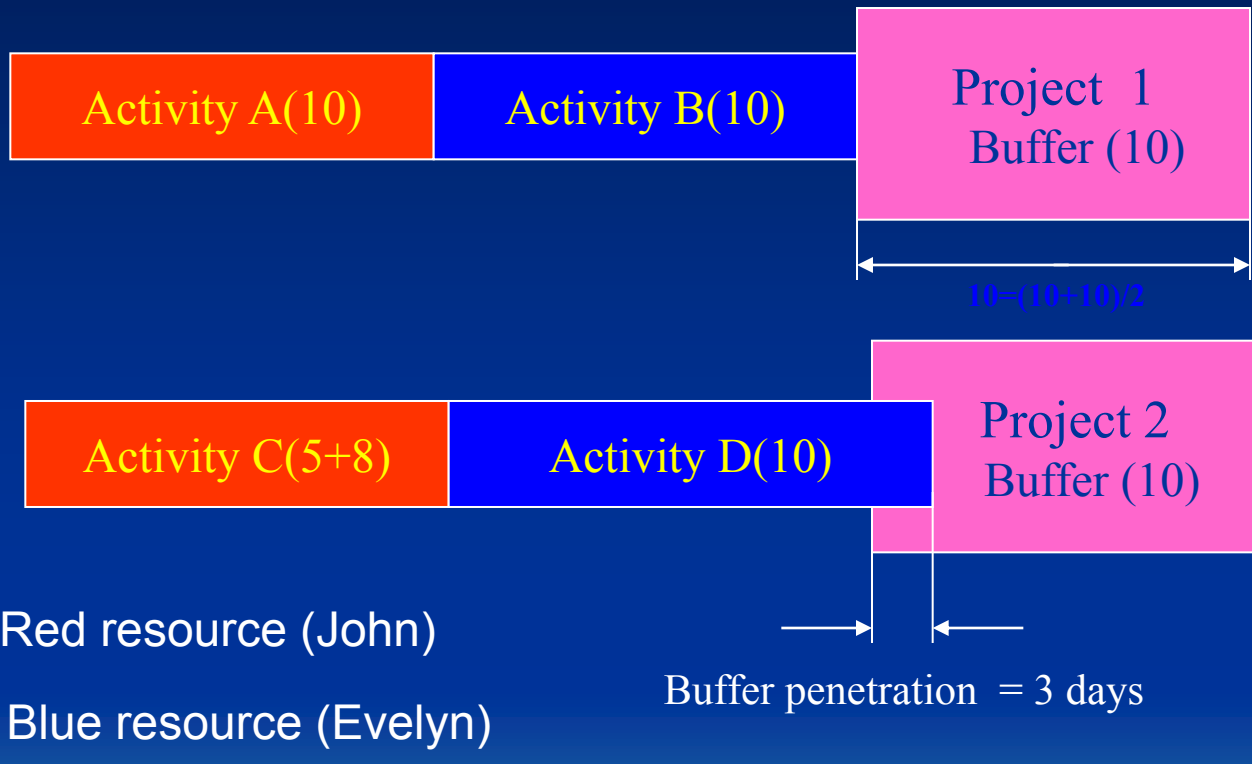 Activity A(10)
Activity B(10)
Project 1
Buffer (10)
10=(10+10)/2
Activity C(5+8)
Activity D(10)
Project 2
Buffer (10)
Red resource (John)
Buffer penetration = 3 days
Blue resource (Evelyn)